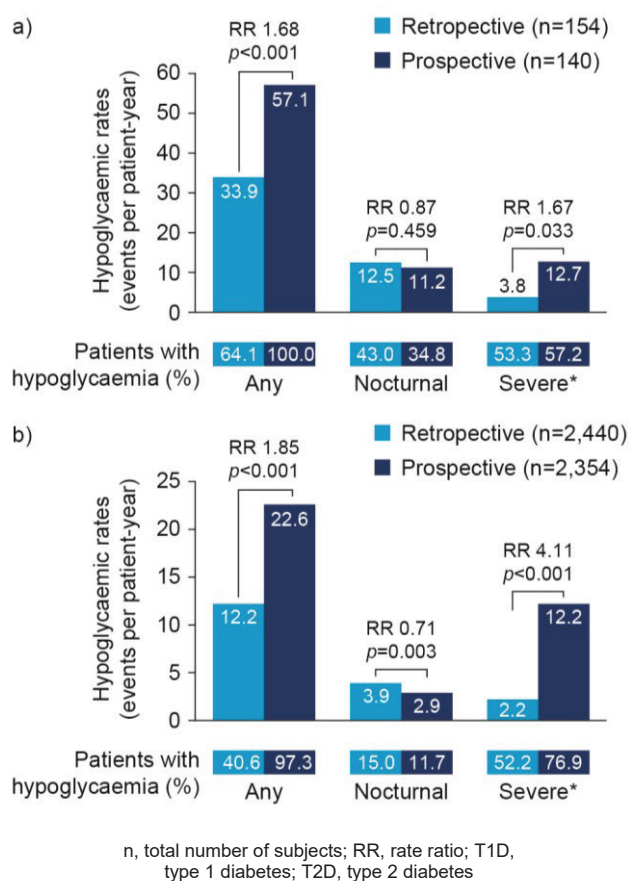 a)
Retropective (n=154)
Prospective (n=140)
RR 1.68
p<0.001
RR 0.87
p=0.459
RR 1.67
p=0.033
Hypoglycaemic rates
(events per patient-year)
60
50
40
30
20
10
0
33.9 57.1
12.5 11.2
3.8 12.7
Patients with
hypoglycaemia (%)
64.1 100.0 43.0 34.8 53.3 57.2
Any Nocturnal Severe*
b)
Retropective (n=2,440)
Prospective (n=2,354)
RR 1.85
p<0.001
RR 0.71
p=0.003
RR 4.11
p<0.001
Hypoglycaemic rates
(events per patient-year)
25
20
15
10
5
0
12.2 22.6
3.9 2.9
2.2 12.2
Patients with
hypoglycaemia (%)
40.6 97.3 15.0 11.7 52.2 76.9
Any Nocturnal Severe*
n, total number of subjects; RR, rate ratio; T1D,
type 1 diabetes; T2D, type 2 diabetes